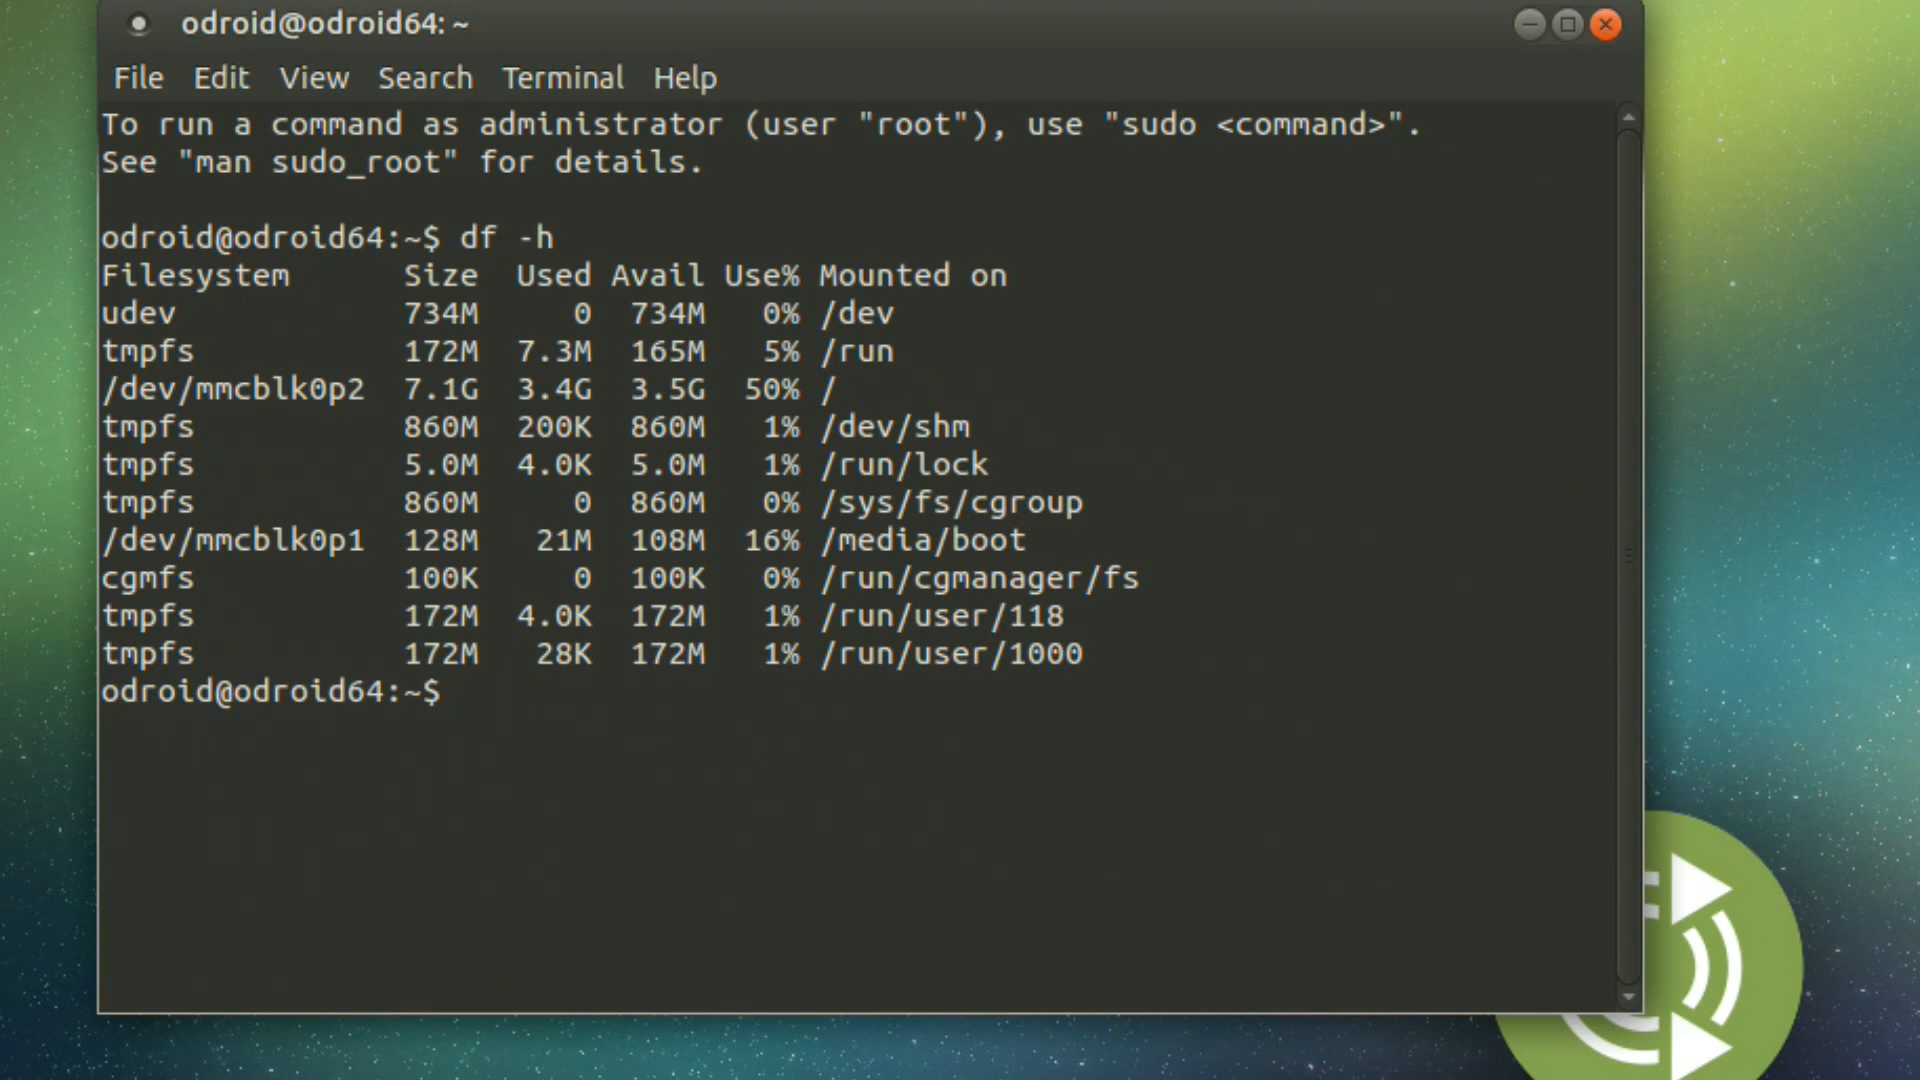 odroid@odroid64: ~
File Edit View Search Terminal Help
To run a command as administrator (user "root"), use "sudo <command>".
See "man sudo_root" for details.
odroid@odroid64:~$ df -h
Filesystem Size Used Avail Use% Mounted on
udev 734M 0 734M 0% /dev
tmpfs 172M 7.3M 165M 5% /run
/dev/mmcblk0p2 7.1G 3.4G 3.5G 50% /
tmpfs 860M 200K 860M 1% /dev/shm
tmpfs 5.0M 4.0K 5.0M 1% /run/lock
tmpfs 860M 0 860M 0% /sys/fs/cgroup
/dev/mmcblk0p1 128M 21M 108M 16% /media/boot
cgmfs 100K 0 100K 0% /run/cgmanager/fs
tmpfs 172M 4.0K 172M 1% /run/user/118
tmpfs 172M 28K 172M 1% /run/user/1000
odroid@odroid64:~$